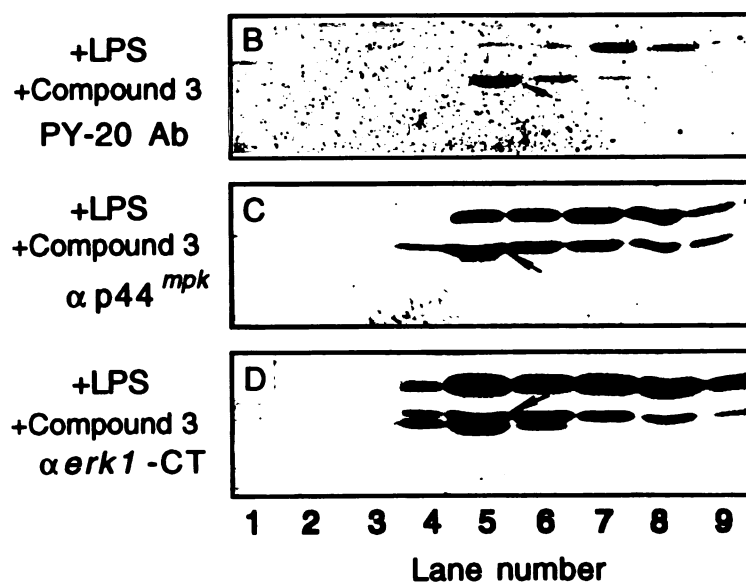 +LPS
+Compound 3
PY-20 Ab
B
+LPS
+Compound 3
α p44 mpk
C
+LPS
+Compound 3
α erk1 -CT
D
1 2 3 4 5 6 7 8 9
Lane number